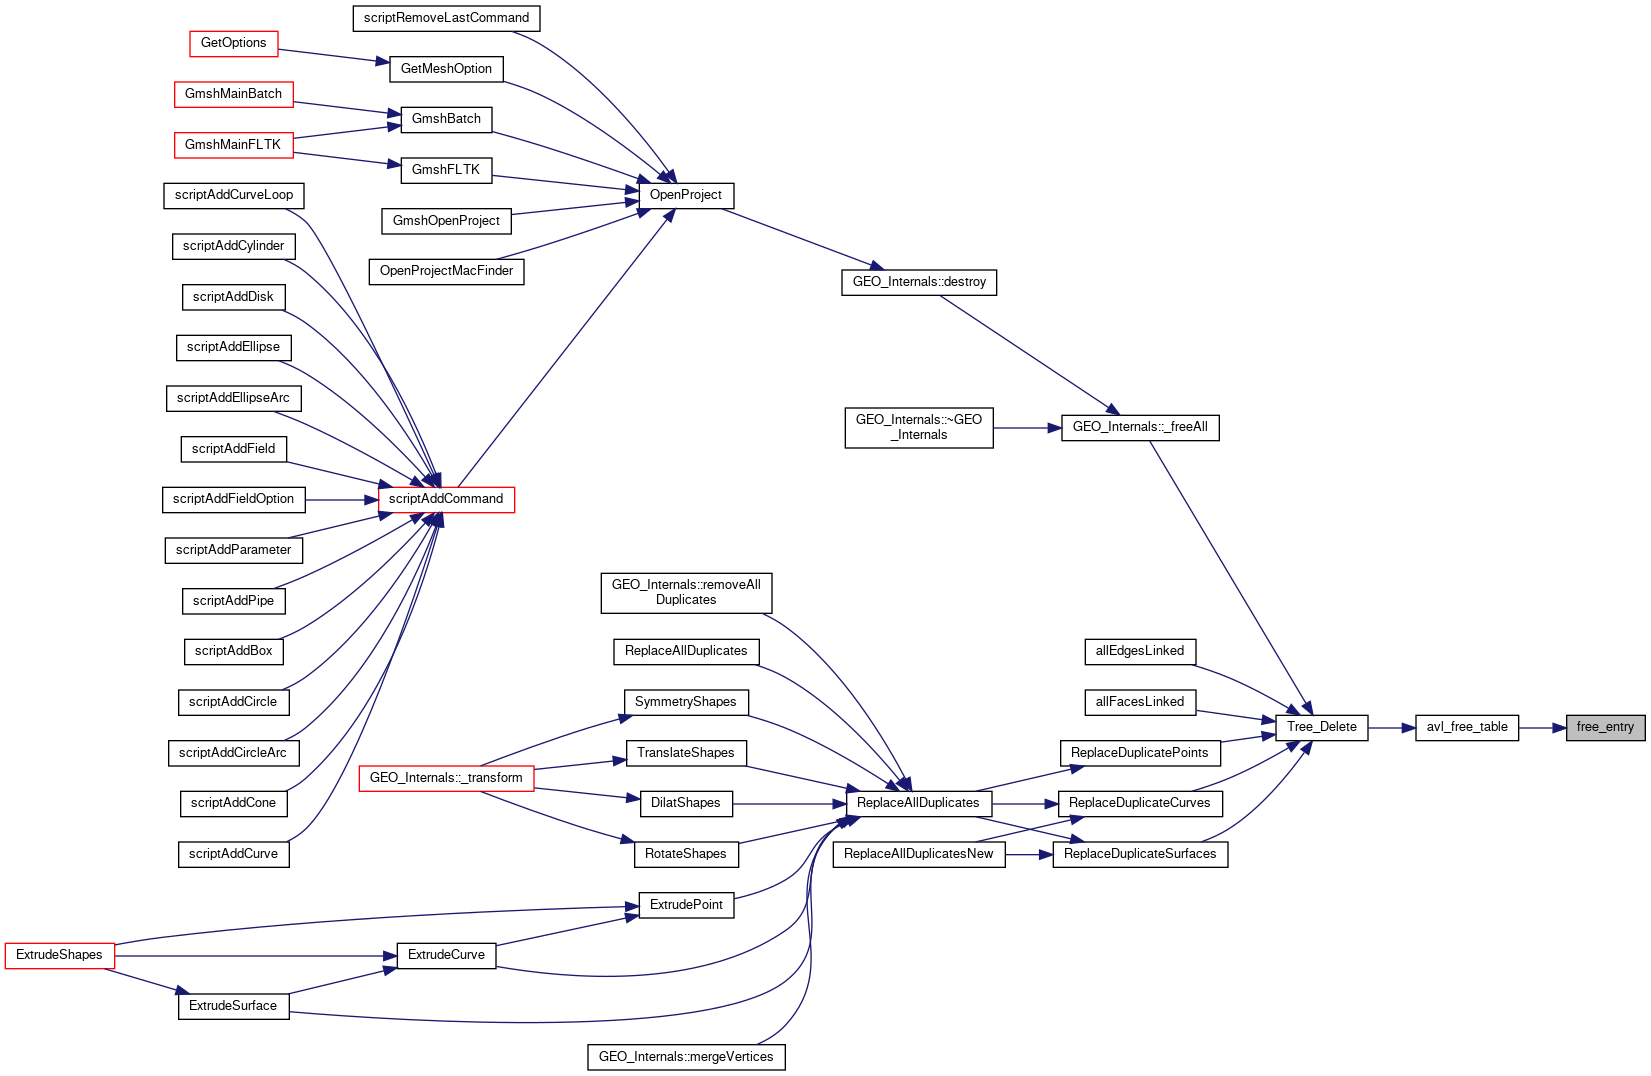 scriptRemoveLastCommand
GetOptions
GetMeshOption
GmshMainBatch
GmshBatch
GmshMainFLTK
GmshFLTK
OpenProject
scriptAddCurveLoop
GmshOpenProject
scriptAddCylinder
OpenProjectMacFinder
GEO_Internals::destroy
scriptAddDisk
scriptAddEllipse
scriptAddEllipseArc
GEO_Internals::~GEO
_Internals
GEO_Internals::_freeAll
scriptAddField
scriptAddFieldOption
scriptAddCommand
scriptAddParameter
scriptAddPipe
GEO_Internals::removeAll
Duplicates
scriptAddBox
ReplaceAllDuplicates
allEdgesLinked
scriptAddCircle
SymmetryShapes
allFacesLinked
Tree_Delete
avl_free_table
free_entry
scriptAddCircleArc
TranslateShapes
ReplaceDuplicatePoints
GEO_Internals::_transform
scriptAddCone
DilatShapes
ReplaceAllDuplicates
ReplaceDuplicateCurves
scriptAddCurve
RotateShapes
ReplaceAllDuplicatesNew
ReplaceDuplicateSurfaces
ExtrudePoint
ExtrudeShapes
ExtrudeCurve
ExtrudeSurface
GEO_Internals::mergeVertices